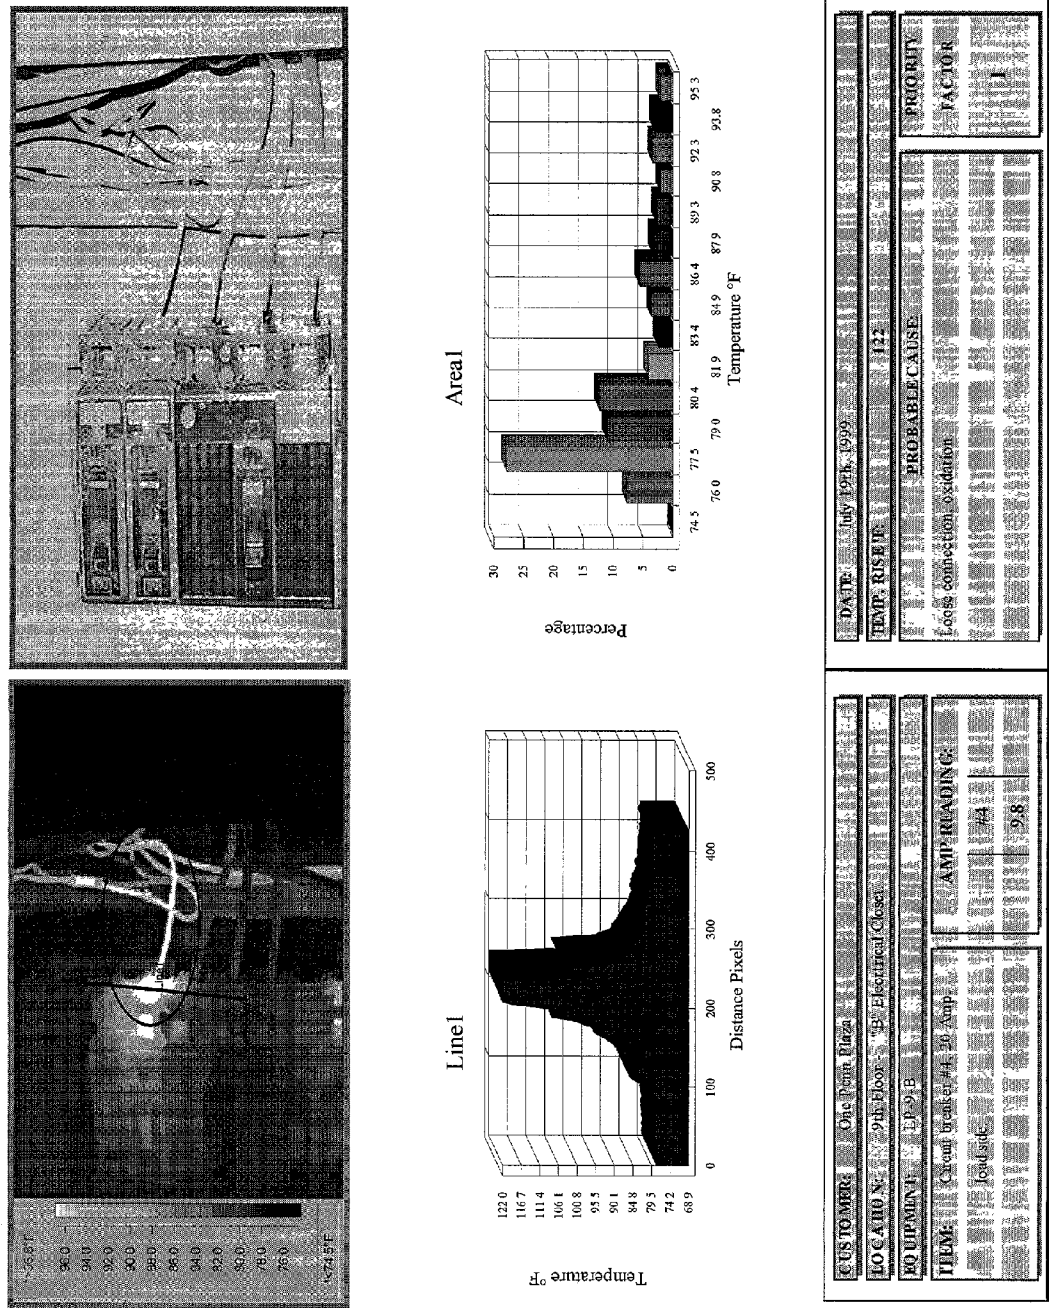 >96.8°F
96.0
94.0
92.0
90.0
88.0
86.0
84.0
82.0
80.0
78.0
76.0
<74.5°F
Line1
Temperature °F
122.0
116.7
111.4
106.1
100.8
95.5
90.1
84.8
79.5
74.2
68.9
0
100
200
300
400
500
Distance Pixels
Area1
Percentage
30
25
20
15
10
5
0
74.5
76.0
77.5
79.0
80.4
81.9
83.4
84.9
86.4
87.9
89.3
90.8
92.3
93.8
95.3
Temperature °F
CUSTOMER: One Penn Plaza
LOCATION: 9th Floor - "B" Electrical Closet
EQUIPMENT: LP-9-B
ITEM: Circuit breaker #4, 20 Amp.
load side
AMP READING:
#4
9.8
DATE: July 19th, 1999
TEMP. RISE°F: 122
PROBABLE CAUSE:
Loose connection, oxidation
PRIORITY
FACTOR
1